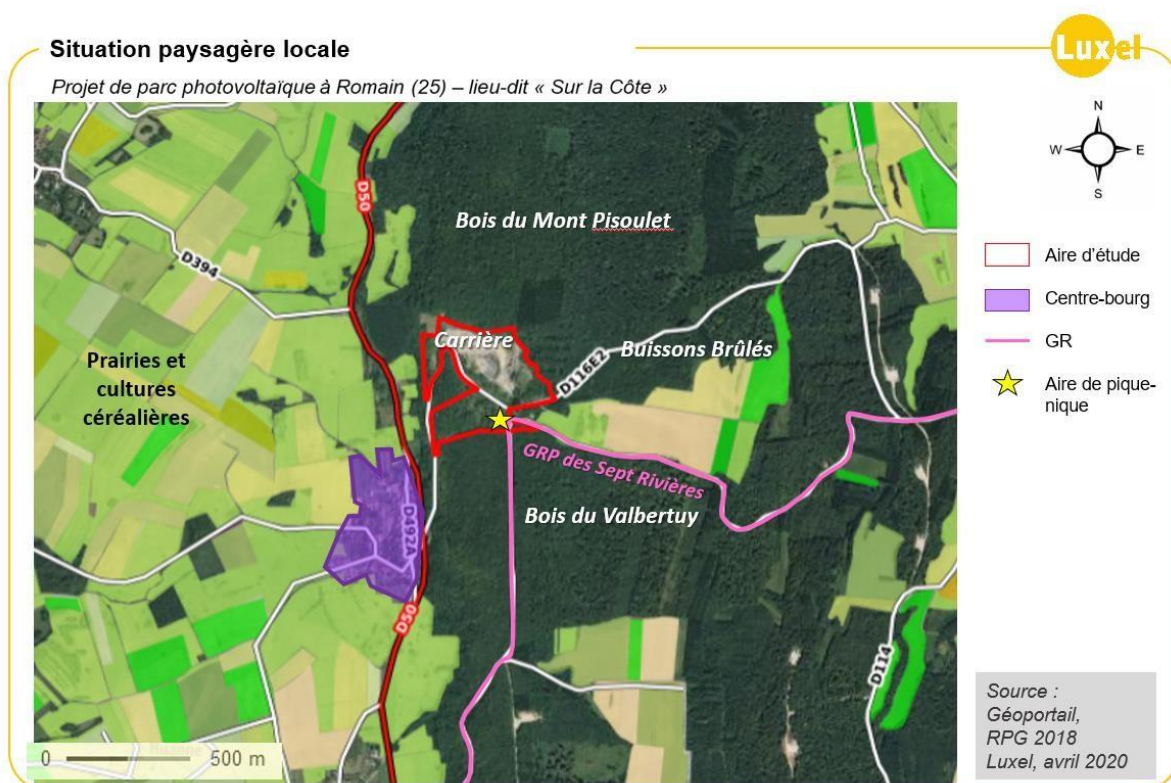 Situation paysagère locale
Luxel
Projet de parc photovoltaïque à Romain (25) – lieu-dit « Sur la Côte »
N
W
E
S
D50
Bois du Mont Pisoulet
D394
Aire d'étude
Centre-bourg
GR
Aire de pique-
nique
Carrière
Buissons Brûlés
D116E2
Prairies et
cultures
céréalières
GRP des Sept Rivières
Bois du Valbertuy
D492A
D50
D114
Source :
Géoportail,
RPG 2018
Luxel, avril 2020
Huanne
0
500 m